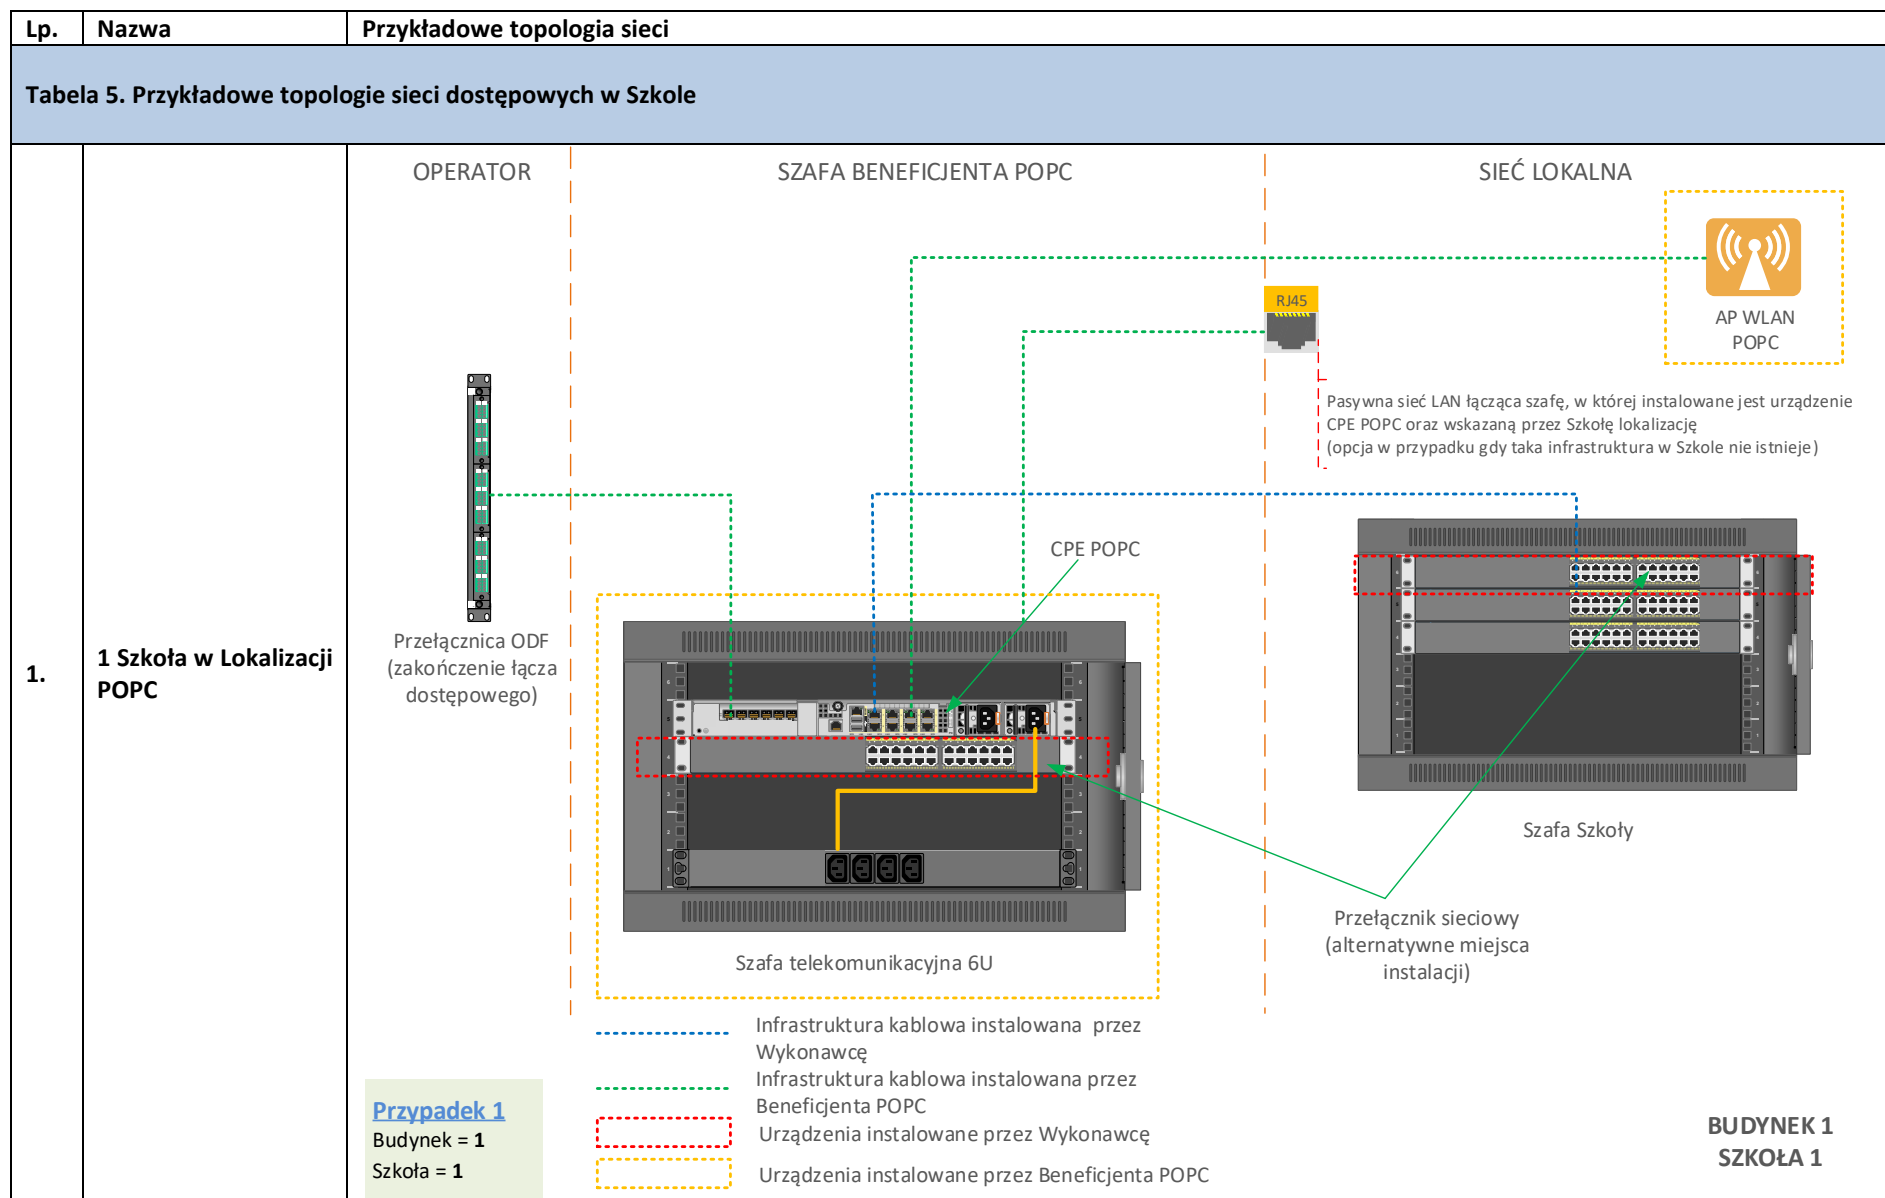 Lp. Nazwa Przykładowe topologia sieci
Tabela 5. Przykładowe topologie sieci dostępowych w Szkole
1.
1 Szkoła w Lokalizacji
POPC
OPERATOR
SZAFA BENEFICJENTA POPC
SIEĆ LOKALNA
AP WLAN
POPC
RJ45
Pasywna sieć LAN łącząca szafę, w której instalowane jest urządzenie
CPE POPC oraz wskazaną przez Szkołę lokalizację
(opcja w przypadku gdy taka infrastruktura w Szkole nie istnieje)
CPE POPC
Przełącznica ODF
(zakończenie łącza
dostępowego)
Szafa telekomunikacyjna 6U
Szafa Szkoły
Przełącznik sieciowy
(alternatywne miejsca
instalacji)
Infrastruktura kablowa instalowana przez
Wykonawcę
Infrastruktura kablowa instalowana przez
Beneficjenta POPC
Urządzenia instalowane przez Wykonawcę
Urządzenia instalowane przez Beneficjenta POPC
Przypadek 1
Budynek = 1
Szkoła = 1
BUDYNEK 1
SZKOŁA 1